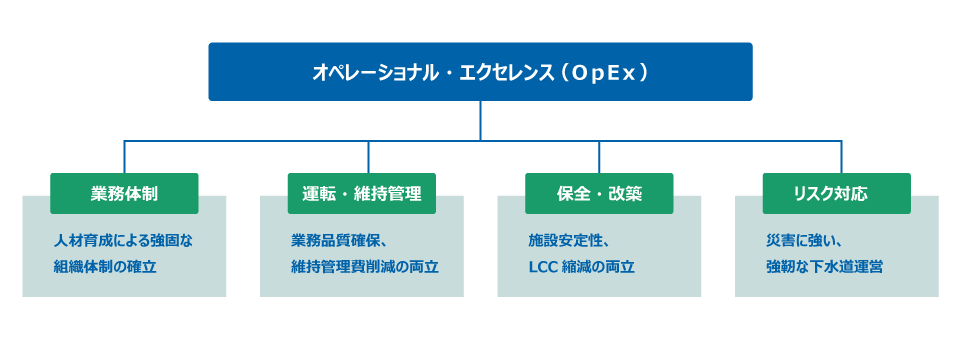 オペレーショナル・エクセレンス（OpEx）
業務体制
人材育成による強固な
組織体制の確立
運転・維持管理
業務品質確保、
維持管理費削減の両立
保全・改築
施設安定性、
LCC 縮減の両立
リスク対応
災害に強い、
強靭な下水道運営